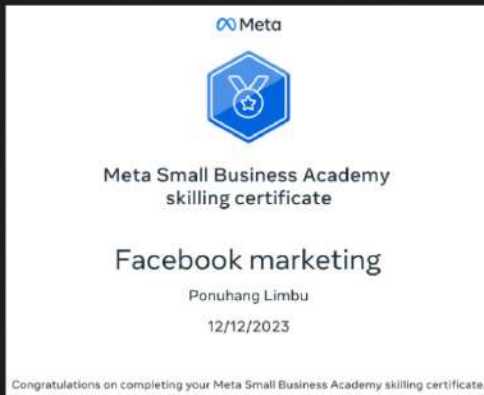 Meta
Meta Small Business Academy
skilling certificate
Facebook marketing
Ponuhang Limbu
12/12/2023
Congratulations on completing your Meta Small Business Academy skilling certificate.